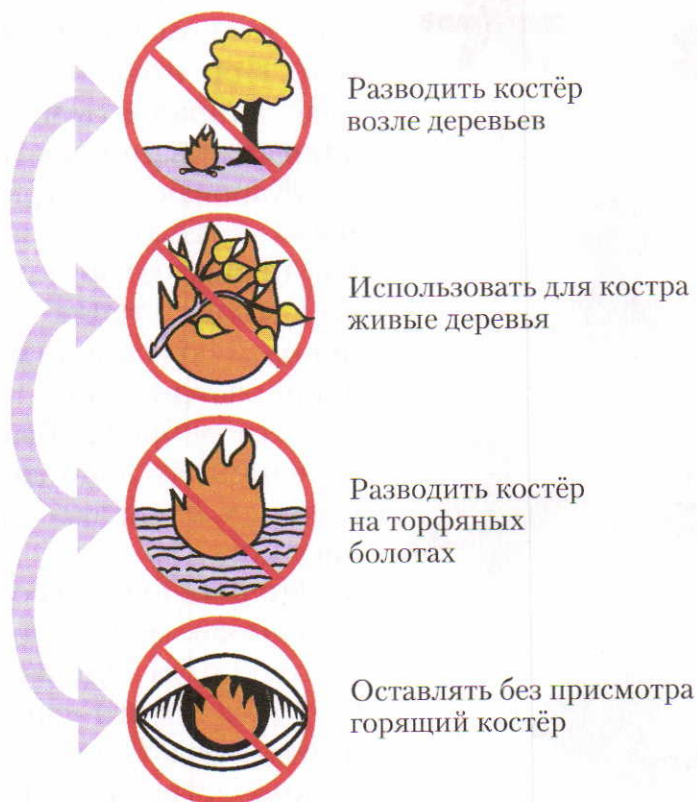 Разводить костёр
возле деревьев
Использовать для костра
живые деревья
Разводить костёр
на торфяных
болотах
Оставлять без присмотра
горящий костёр